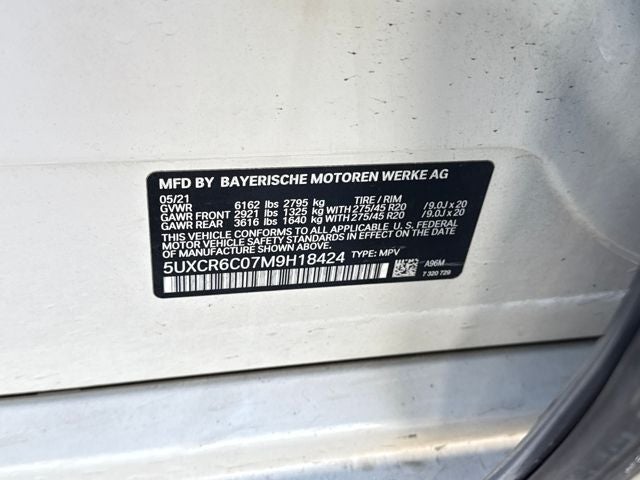 MFD BY BAYERISCHE MOTOREN WERKE AG
05/21 TIRE / RIM
GVWR 6162 lbs 2795 kg
GAWR FRONT 2921 lbs 1325 kg WITH 275/45 R20 /9.0J x 20
GAWR REAR 3616 lbs 1640 kg WITH 275/45 R20 /9.0J x 20
THIS VEHICLE CONFORMS TO ALL APPLICABLE U. S. FEDERAL
MOTOR VEHICLE SAFETY STANDARDS IN EFFECT
ON THE DATE OF MANUFACTURE SHOWN ABOVE.
5UXCR6C07M9H18424 TYPE: MPV
A96M
7 320 729